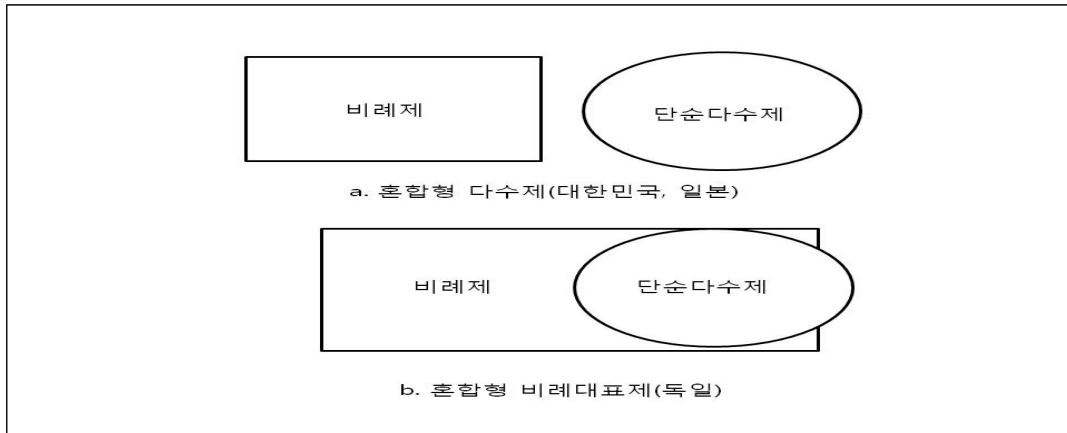 비례제
단순다수제
a. 혼합형 다수제(대한민국, 일본)
비례제
단순다수제
b. 혼합형 비례대표제(독일)